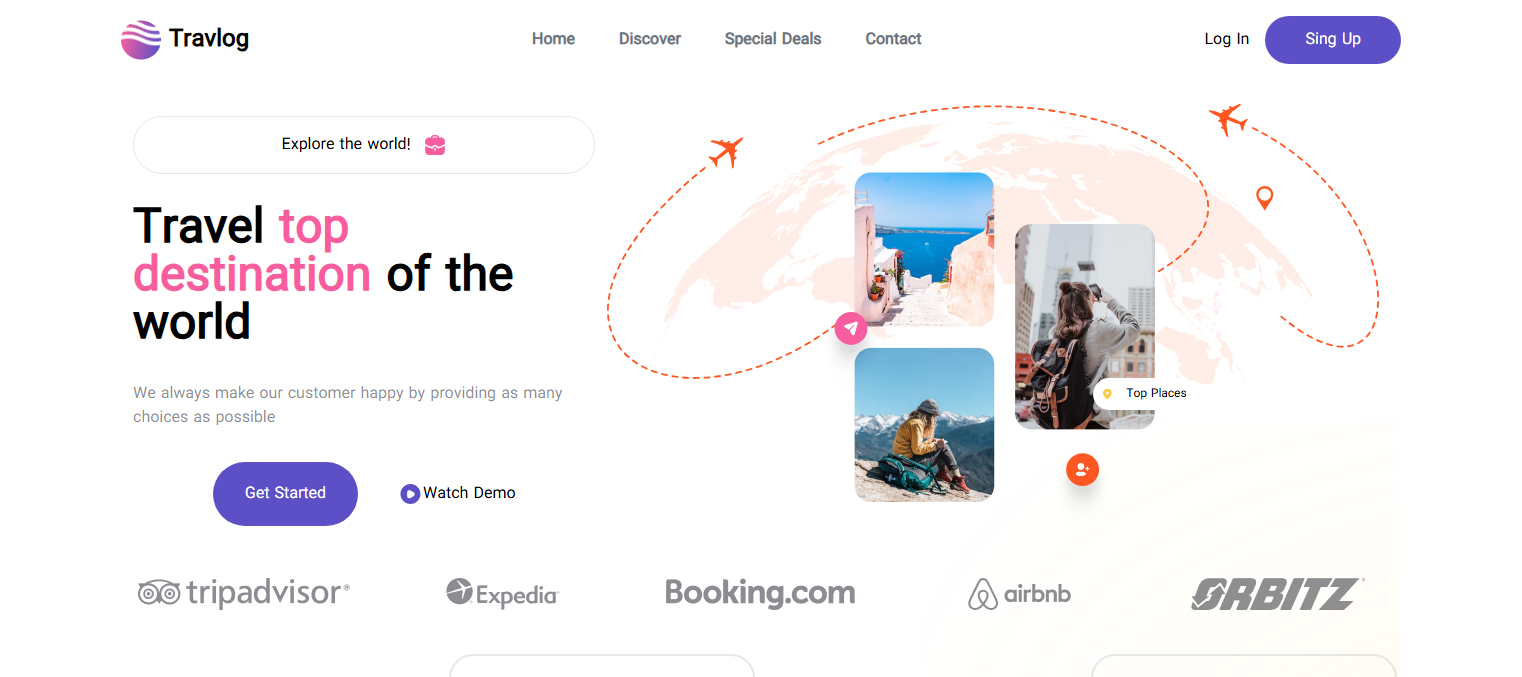 Travlog
Home
Discover
Special Deals
Contact
Log In
Sing Up
Explore the world!
Travel top
destination of the
world
We always make our customer happy by providing as many
choices as possible
Get Started
Watch Demo
Top Places
tripadvisor®
Expedia
Booking.com
airbnb
ORBITZ